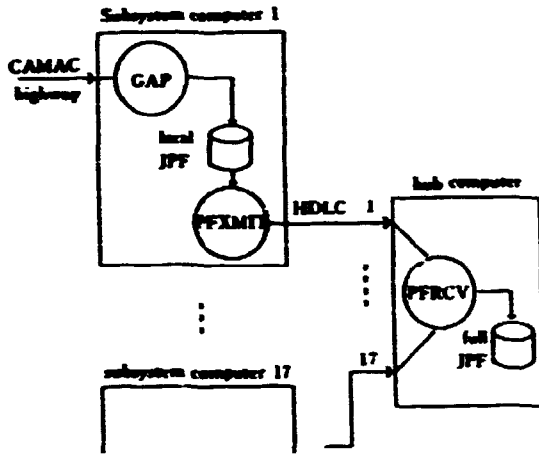 Subsystem computer 1
CAMAC
highway
GAP
local
JPF
PFXMIT
HDLC 1
hub computer
PFRCV
full
JPF
17
subsystem computer 17